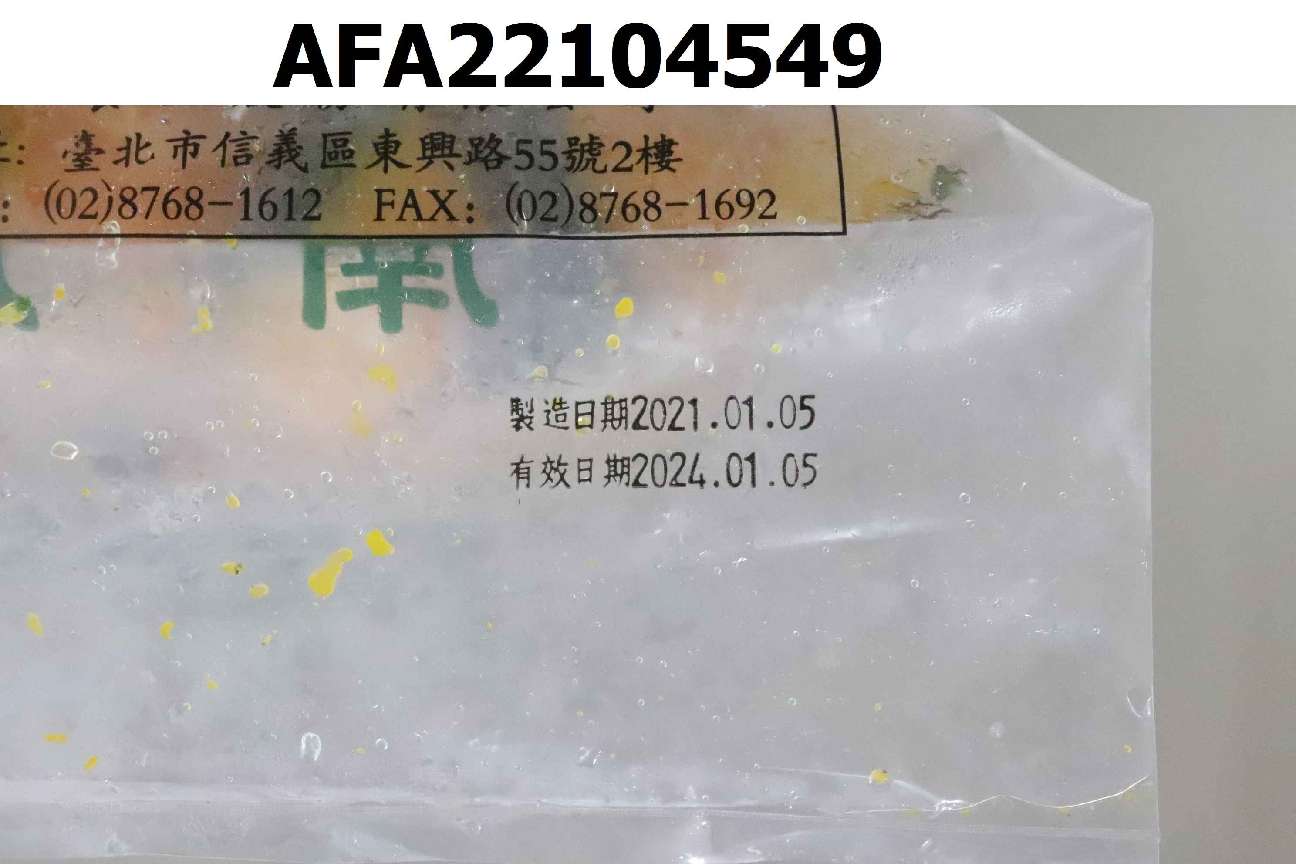 AFA22104549
臺北市信義區東興路55號2樓
(02)8768-1612 FAX: (02)8768-1692
南
製造日期2021.01.05
有效日期2024.01.05